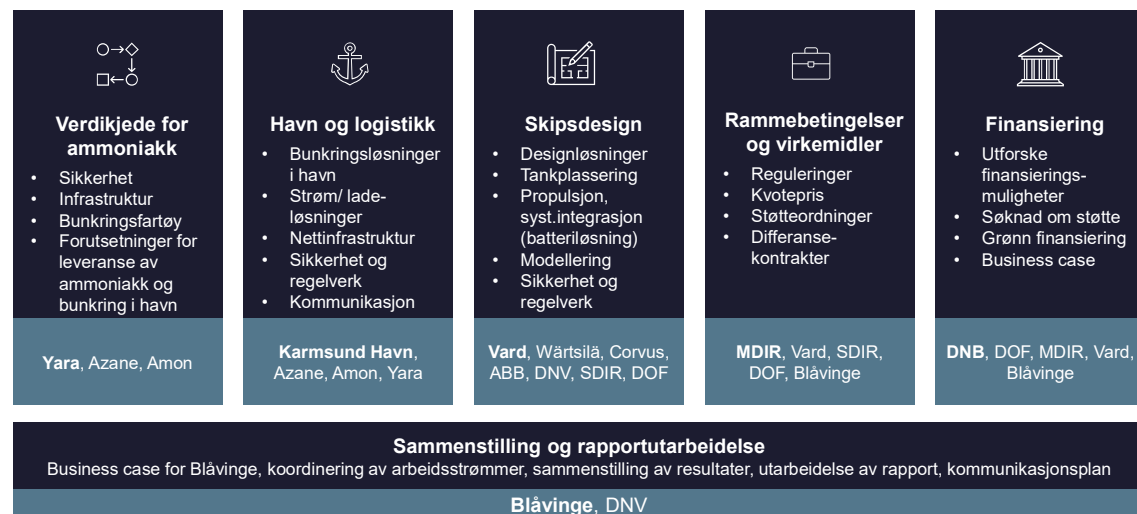 Verdikjede for
ammoniakk
• Sikkerhet
• Infrastruktur
• Bunkringsfartøy
• Forutsetninger for
leveranse av
ammoniakk og
bunkring i havn
Yara, Azane, Amon
Havn og logistikk
• Bunkringsløsninger
i havn
• Strøm/ lade-
løsninger
• Nettinfrastruktur
• Sikkerhet og
regelverk
• Kommunikasjon
Karmsund Havn,
Azane, Amon, Yara
Skipsdesign
• Designløsninger
• Tankplassering
• Propulsjon,
syst.integrasjon
(batteriløsning)
• Modellering
• Sikkerhet og
regelverk
Vard, Wärtsilä, Corvus,
ABB, DNV, SDIR, DOF
Rammebetingelser
og virkemidler
• Reguleringer
• Kvotepris
• Støtteordninger
• Differanse-
kontrakter
MDIR, Vard, SDIR,
DOF, Blåvinge
Finansiering
• Utforske
finansierings-
muligheter
• Søknad om støtte
• Grønn finansiering
• Business case
DNB, DOF, MDIR, Vard,
Blåvinge
Sammenstilling og rapportutarbeidelse
Business case for Blåvinge, koordinering av arbeidsstrømmer, sammenstilling av resultater, utarbeidelse av rapport, kommunikasjonsplan
Blåvinge, DNV